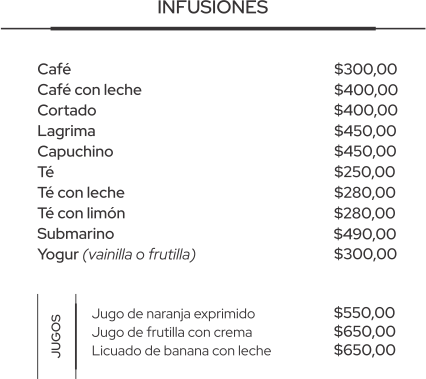 INFUSIONES
Café $300,00
Café con leche $400,00
Cortado $400,00
Lagrima $450,00
Capuchino $450,00
Té $250,00
Té con leche $280,00
Té con limón $280,00
Submarino $490,00
Yogur (vainilla o frutilla) $300,00
JUGOS
Jugo de naranja exprimido $550,00
Jugo de frutilla con crema $650,00
Licuado de banana con leche $650,00